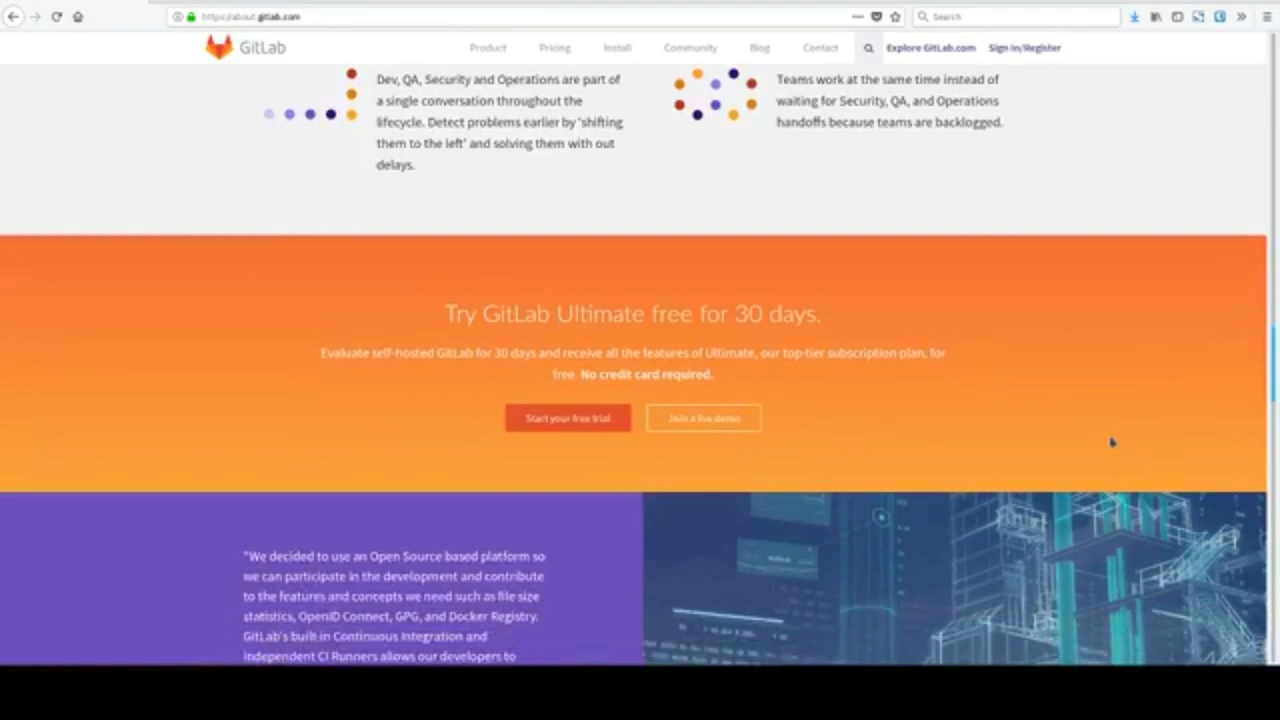 https://about.gitlab.com
Search
GitLab
Product Pricing Install Community Blog Contact Explore GitLab.com Sign in/Register
Dev, QA, Security and Operations are part of
a single conversation throughout the
lifecycle. Detect problems earlier by 'shifting
them to the left' and solving them with out
delays.
Teams work at the same time instead of
waiting for Security, QA, and Operations
handoffs because teams are backlogged.
Try GitLab Ultimate free for 30 days.
Evaluate self-hosted GitLab for 30 days and receive all the features of Ultimate, our top-tier subscription plan, for
free. No credit card required.
Start your free trial Join a live demo
"We decided to use an Open Source based platform so
we can participate in the development and contribute
to the features and concepts we need such as file size
statistics, OpenID Connect, GPG, and Docker Registry.
GitLab's built-in Continuous Integration and
independent CI Runners allows our developers to